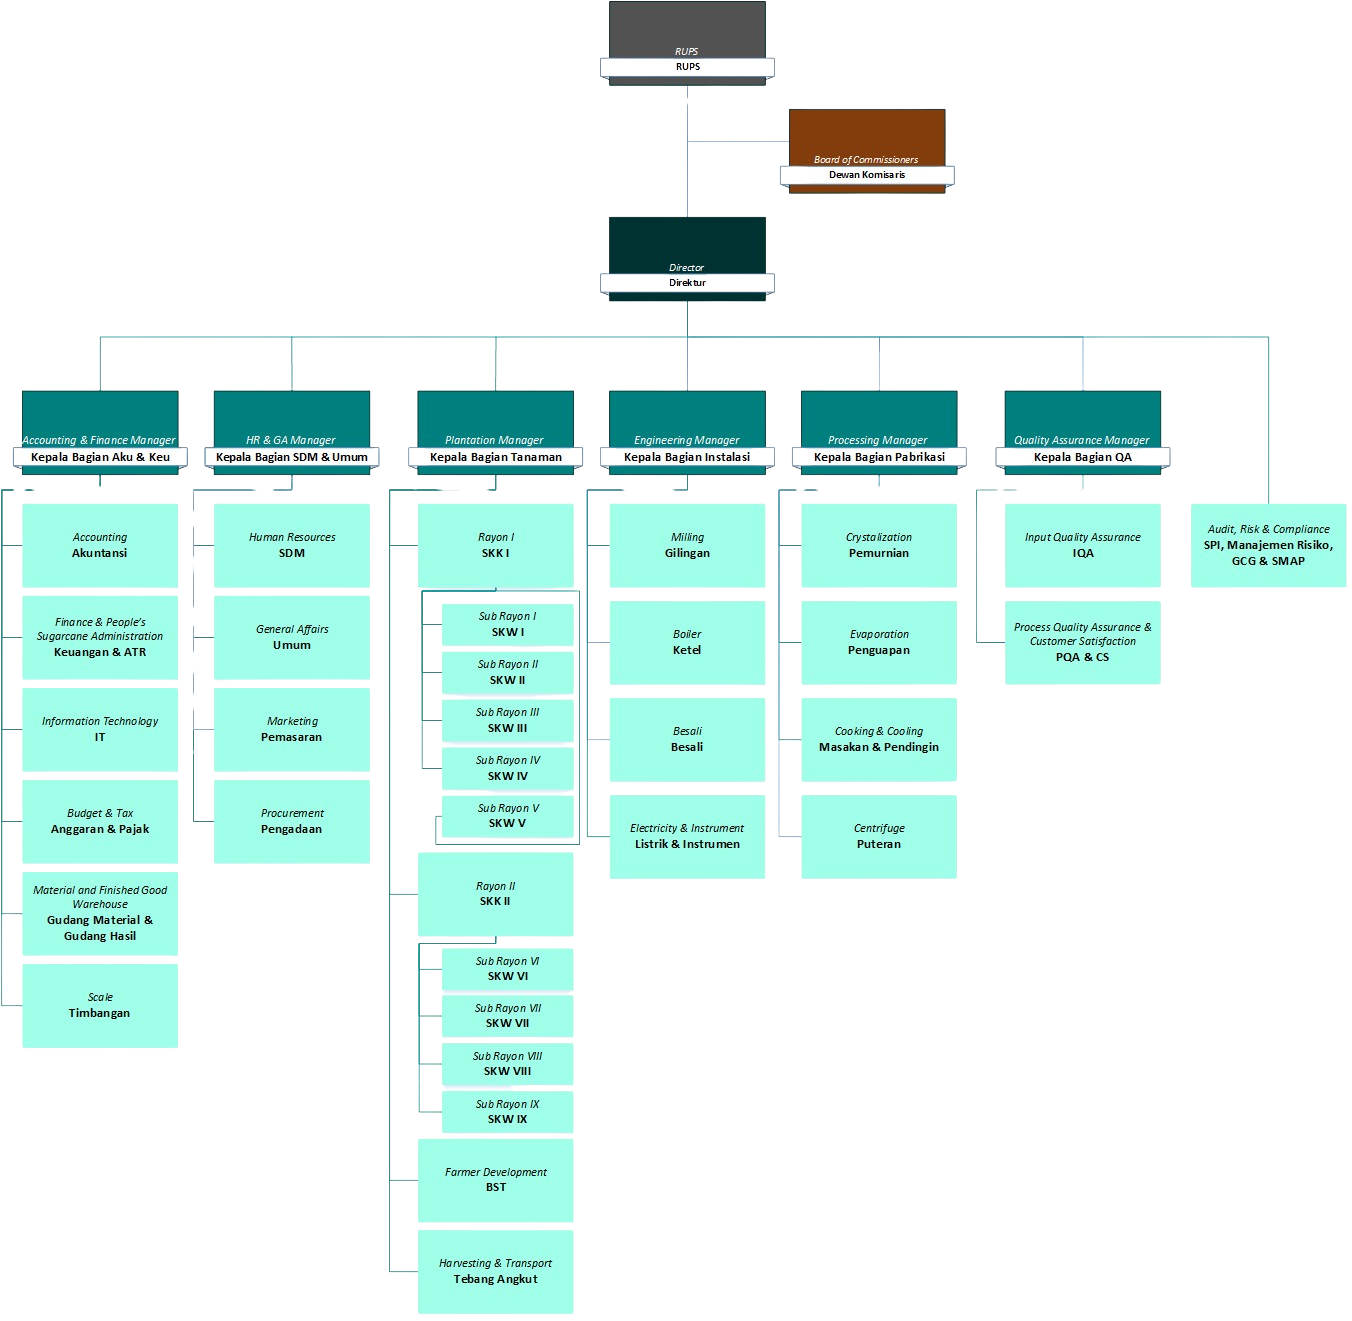 RUPS
RUPS
Board of Commissioners
Dewan Komisaris
Director
Direktur
Accounting & Finance Manager
Kepala Bagian Aku & Keu
HR & GA Manager
Kepala Bagian SDM & Umum
Plantation Manager
Kepala Bagian Tanaman
Engineering Manager
Kepala Bagian Instalasi
Processing Manager
Kepala Bagian Pabrikasi
Quality Assurance Manager
Kepala Bagian QA
Accounting
Akuntansi
Finance & People's
Sugarcane Administration
Keuangan & ATR
Information Technology
IT
Budget & Tax
Anggaran & Pajak
Material and Finished Good
Warehouse
Gudang Material &
Gudang Hasil
Scale
Timbangan
Human Resources
SDM
General Affairs
Umum
Marketing
Pemasaran
Procurement
Pengadaan
Rayon I
SKK I
Sub Rayon I
SKW I
Sub Rayon II
SKW II
Sub Rayon III
SKW III
Sub Rayon IV
SKW IV
Sub Rayon V
SKW V
Rayon II
SKK II
Sub Rayon VI
SKW VI
Sub Rayon VII
SKW VII
Sub Rayon VIII
SKW VIII
Sub Rayon IX
SKW IX
Farmer Development
BST
Harvesting & Transport
Tebang Angkut
Milling
Gilingan
Boiler
Ketel
Besali
Besali
Electricity & Instrument
Listrik & Instrumen
Crystalization
Pemurnian
Evaporation
Penguapan
Cooking & Cooling
Masakan & Pendingin
Centrifuge
Puteran
Input Quality Assurance
IQA
Process Quality Assurance &
Customer Satisfaction
PQA & CS
Audit, Risk & Compliance
SPI, Manajemen Risiko,
GCG & SMAP